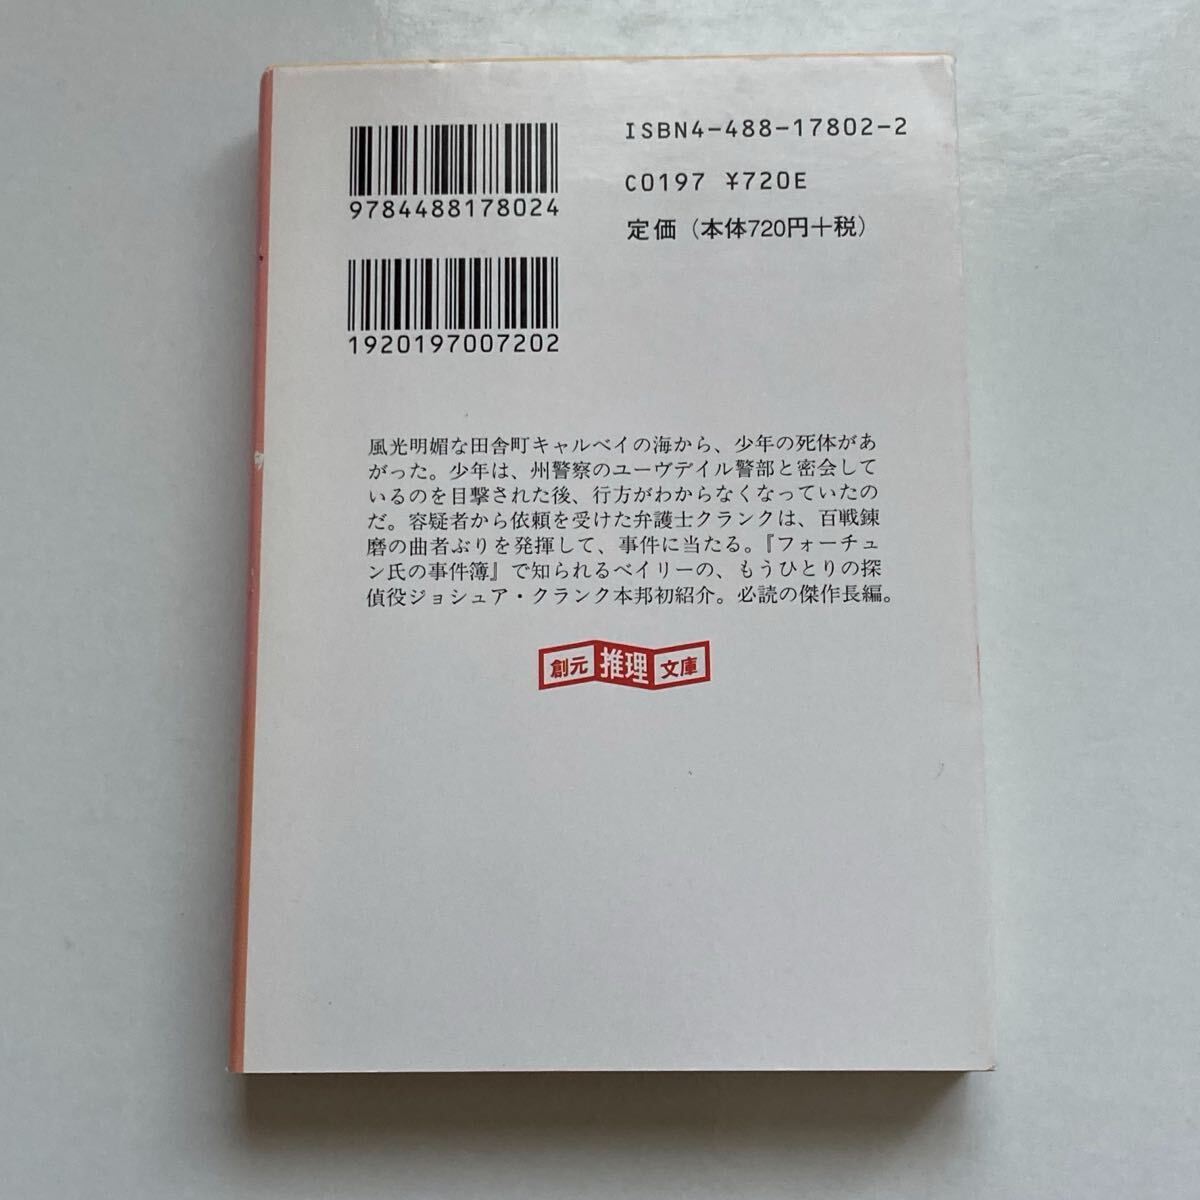 ISBN4-488-17802-2
C0197 ¥720E
定価(本体720円+税)
9784488178024
1920197007202
風光明媚な田舎町キャルベイの海から、少年の死体があ
がった。少年は、州警察のユーヴデイル警部と密会して
いるのを目撃された後、行方がわからなくなっていたの
だ。容疑者から依頼を受けた弁護士クランクは、百戦錬
磨の曲者ぶりを発揮して、事件に当たる。『フォーチュ
ン氏の事件簿』で知られるベイリーの、もうひとりの探
偵役ジョシュア・クランク本邦初紹介。必読の傑作長編。
創元推理文庫